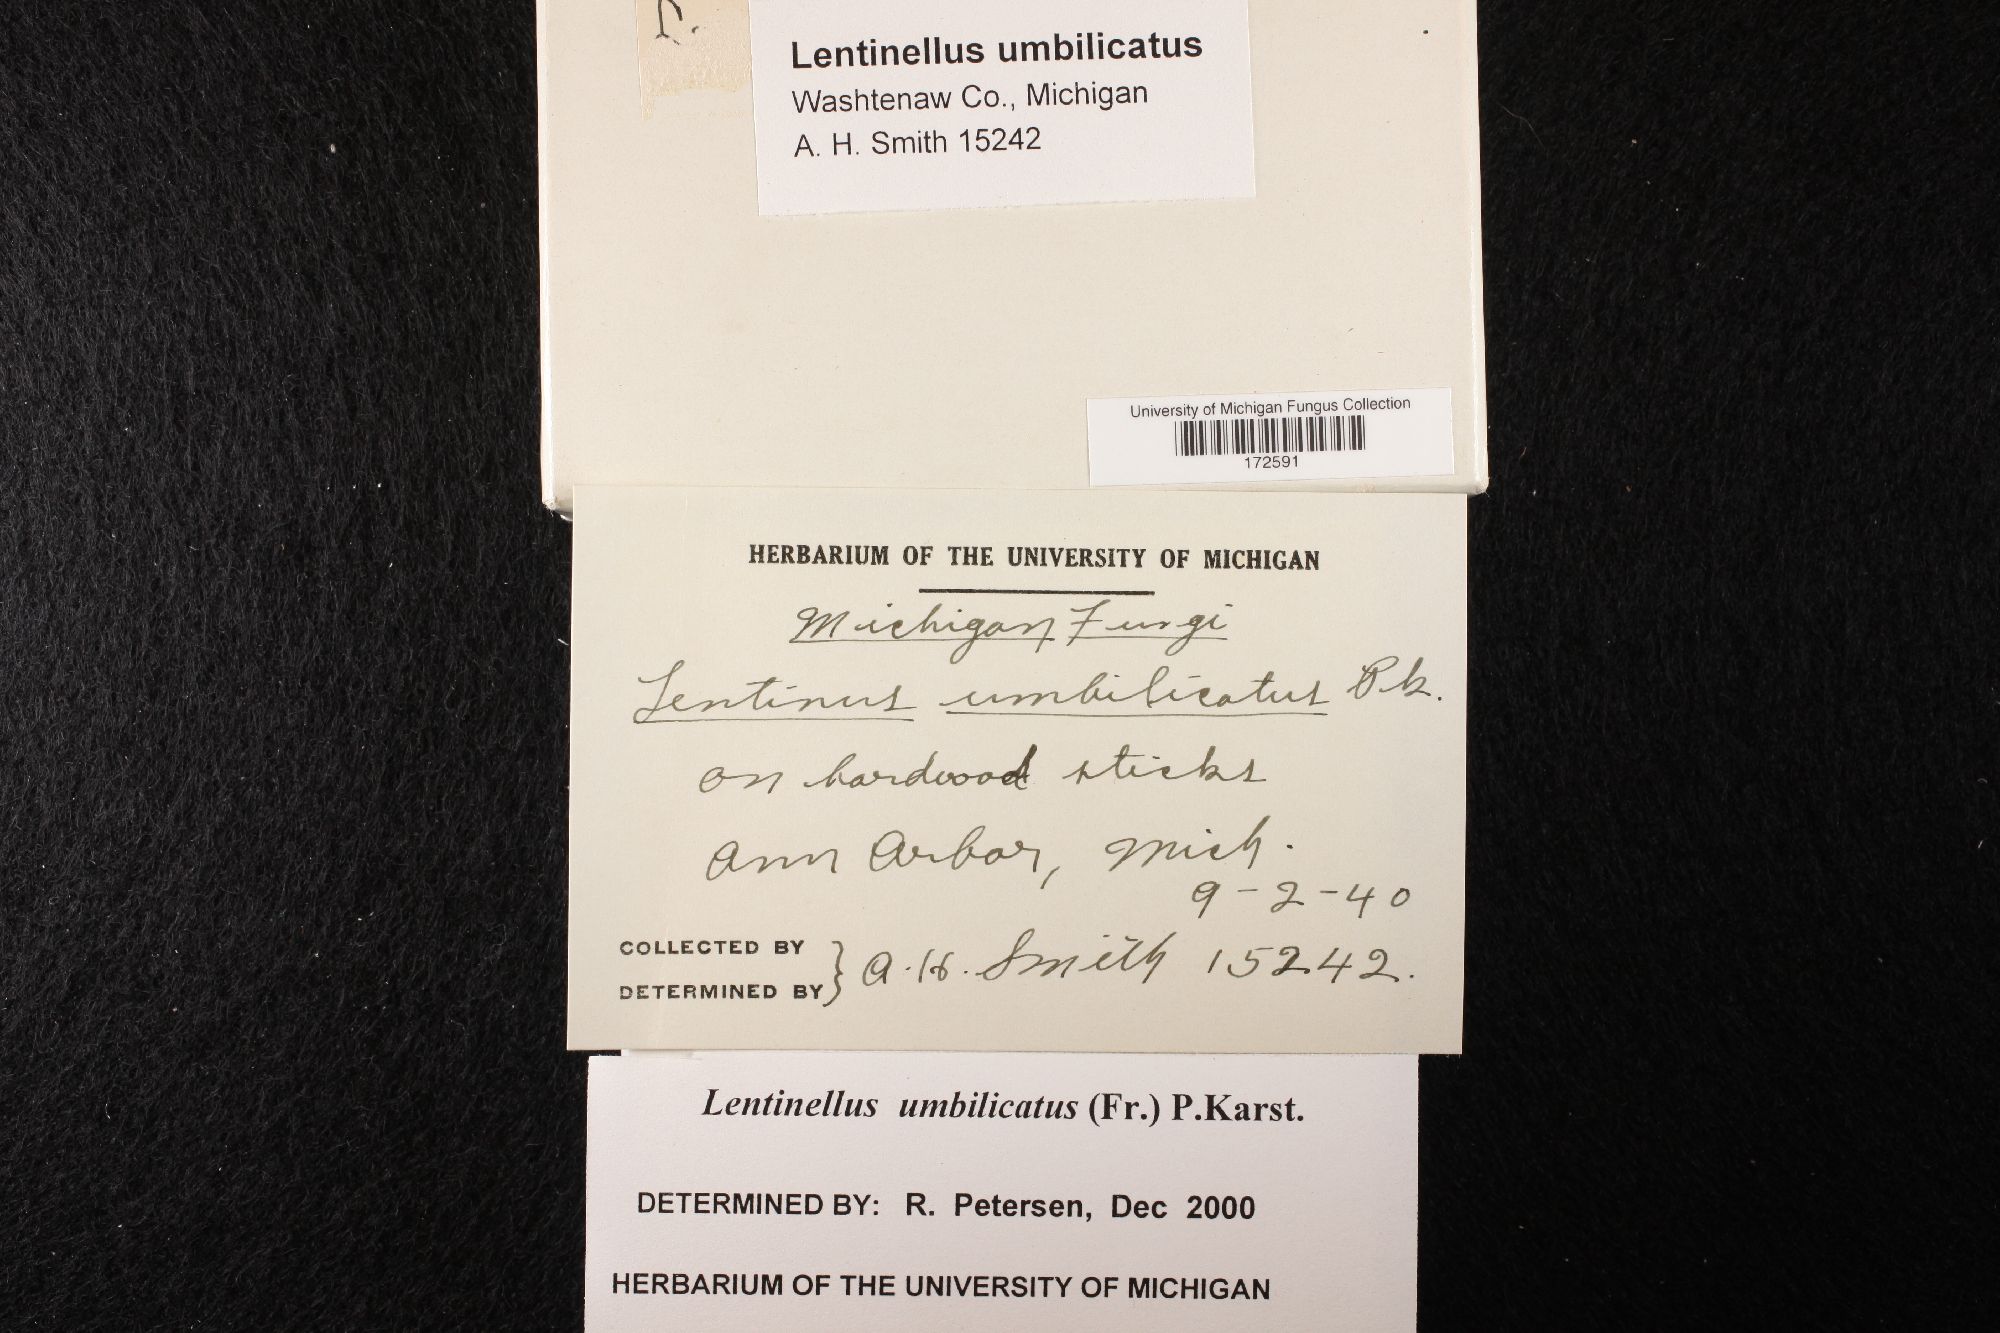 Lentinellus umbilicatus
Washtenaw Co., Michigan
A. H. Smith 15242
University of Michigan Fungus Collection
172591
HERBARIUM OF THE UNIVERSITY OF MICHIGAN
Michigan Fungi
Lentinus umbilicatus Pk.
on hardwood sticks
Ann Arbor, Mich.
9-2-40
COLLECTED BY
DETERMINED BY } A. H. Smith 15242.
Lentinellus umbilicatus (Fr.) P.Karst.
DETERMINED BY: R. Petersen, Dec 2000
HERBARIUM OF THE UNIVERSITY OF MICHIGAN